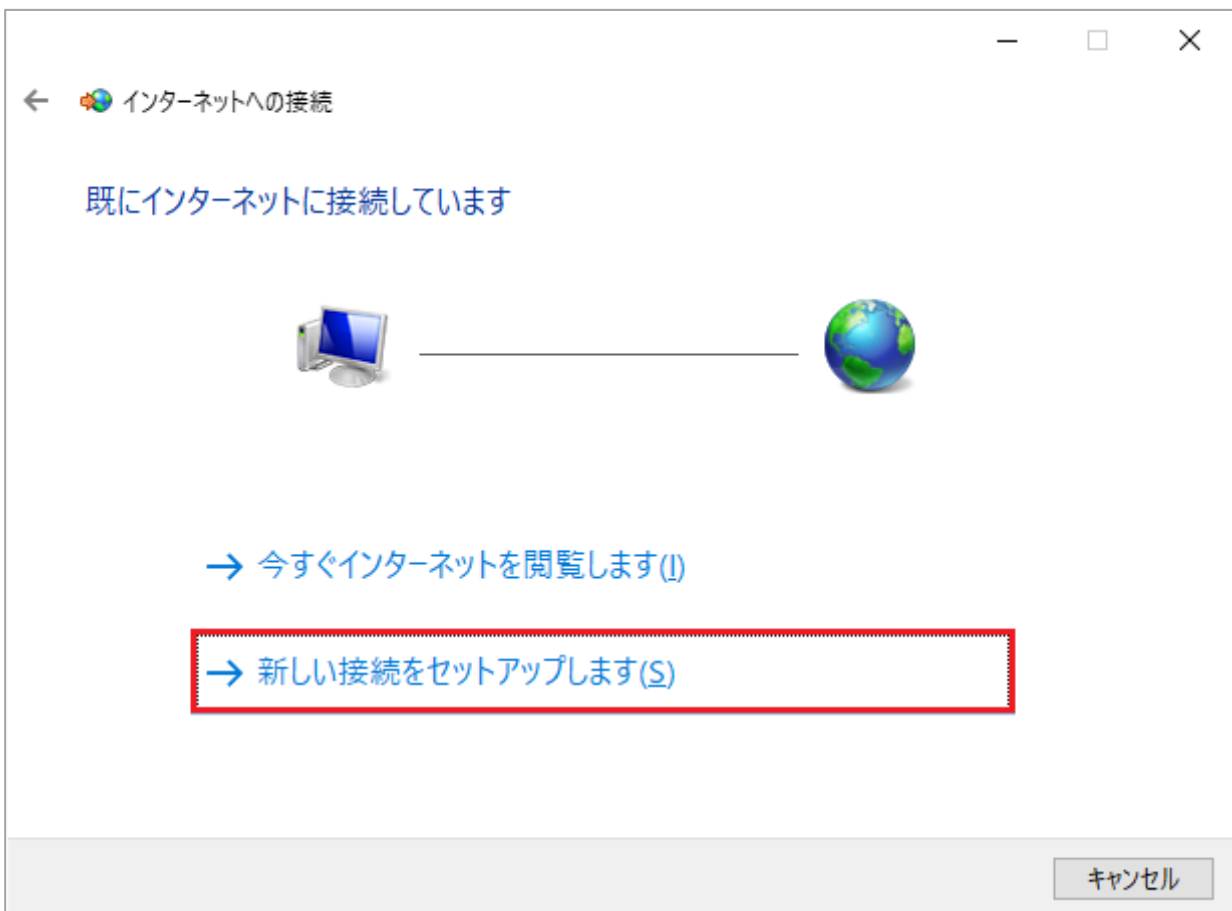 インターネットへの接続
既にインターネットに接続しています
今すぐインターネットを閲覧します(I)
新しい接続をセットアップします(S)
キャンセル